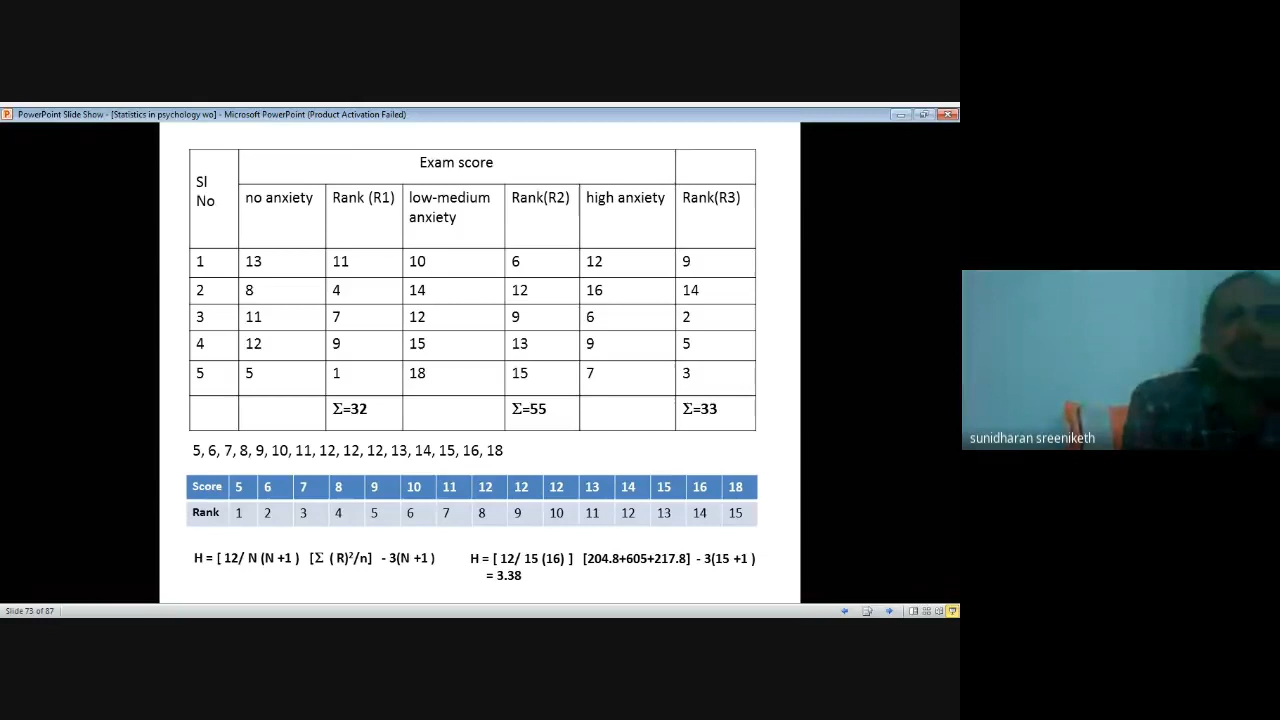 PowerPoint Slide Show - [Statistics in psychology wo] - Microsoft PowerPoint (Product Activation Failed)
Sl No Exam score
no anxiety Rank (R1) low-medium anxiety Rank(R2) high anxiety Rank(R3)
1 13 11 10 6 12 9
2 8 4 14 12 16 14
3 11 7 12 9 6 2
4 12 9 15 13 9 5
5 5 1 18 15 7 3
Σ=32 Σ=55 Σ=33
5, 6, 7, 8, 9, 10, 11, 12, 12, 12, 13, 14, 15, 16, 18
Score 5 6 7 8 9 10 11 12 12 12 13 14 15 16 18
Rank 1 2 3 4 5 6 7 8 9 10 11 12 13 14 15
H = [ 12/ N (N +1 ) [Σ ( R)²/n] - 3(N +1 ) H = [ 12/ 15 (16) ] [204.8+605+217.8] - 3(15 +1 )
= 3.38
Slide 73 of 87
sunidharan sreeniketh